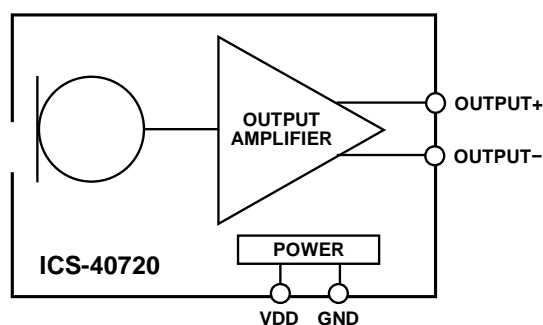 OUTPUT+
OUTPUT
AMPLIFIER
OUTPUT−
POWER
ICS-40720
VDD GND